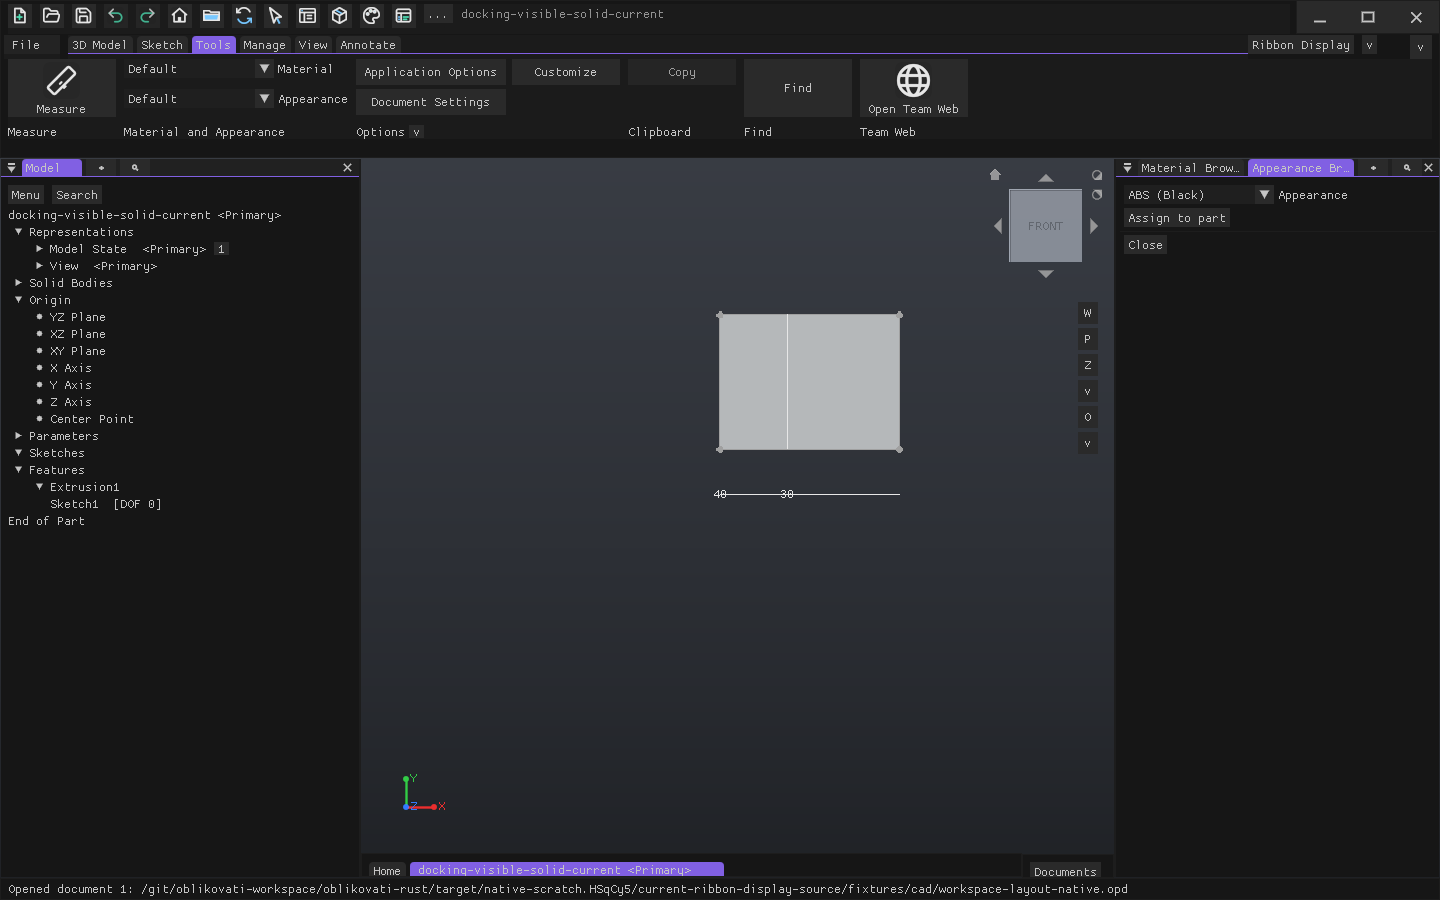 ... docking-visible-solid-current
File 3D Model Sketch Tools Manage View Annotate Ribbon Display v v
Default Material Application Options Customize Copy
Find
Default Appearance Document Settings
Measure Open Team Web
Measure Material and Appearance Options v Clipboard Find Team Web
Model
Material Brow… Appearance Br…
Menu Search
ABS (Black) Appearance
Assign to part
Close
docking-visible-solid-current <Primary>
Representations
Model State <Primary> 1
View <Primary>
Solid Bodies
Origin
YZ Plane
XZ Plane
XY Plane
X Axis
Y Axis
Z Axis
Center Point
Parameters
Sketches
Features
Extrusion1
Sketch1 [DOF 0]
End of Part
FRONT
W
P
Z
v
O
v
40 30
Y
Z X
Home docking-visible-solid-current <Primary> Documents
Opened document 1: /git/oblikovati-workspace/oblikovati-rust/target/native-scratch.HSqCy5/current-ribbon-display-source/fixtures/cad/workspace-layout-native.opd